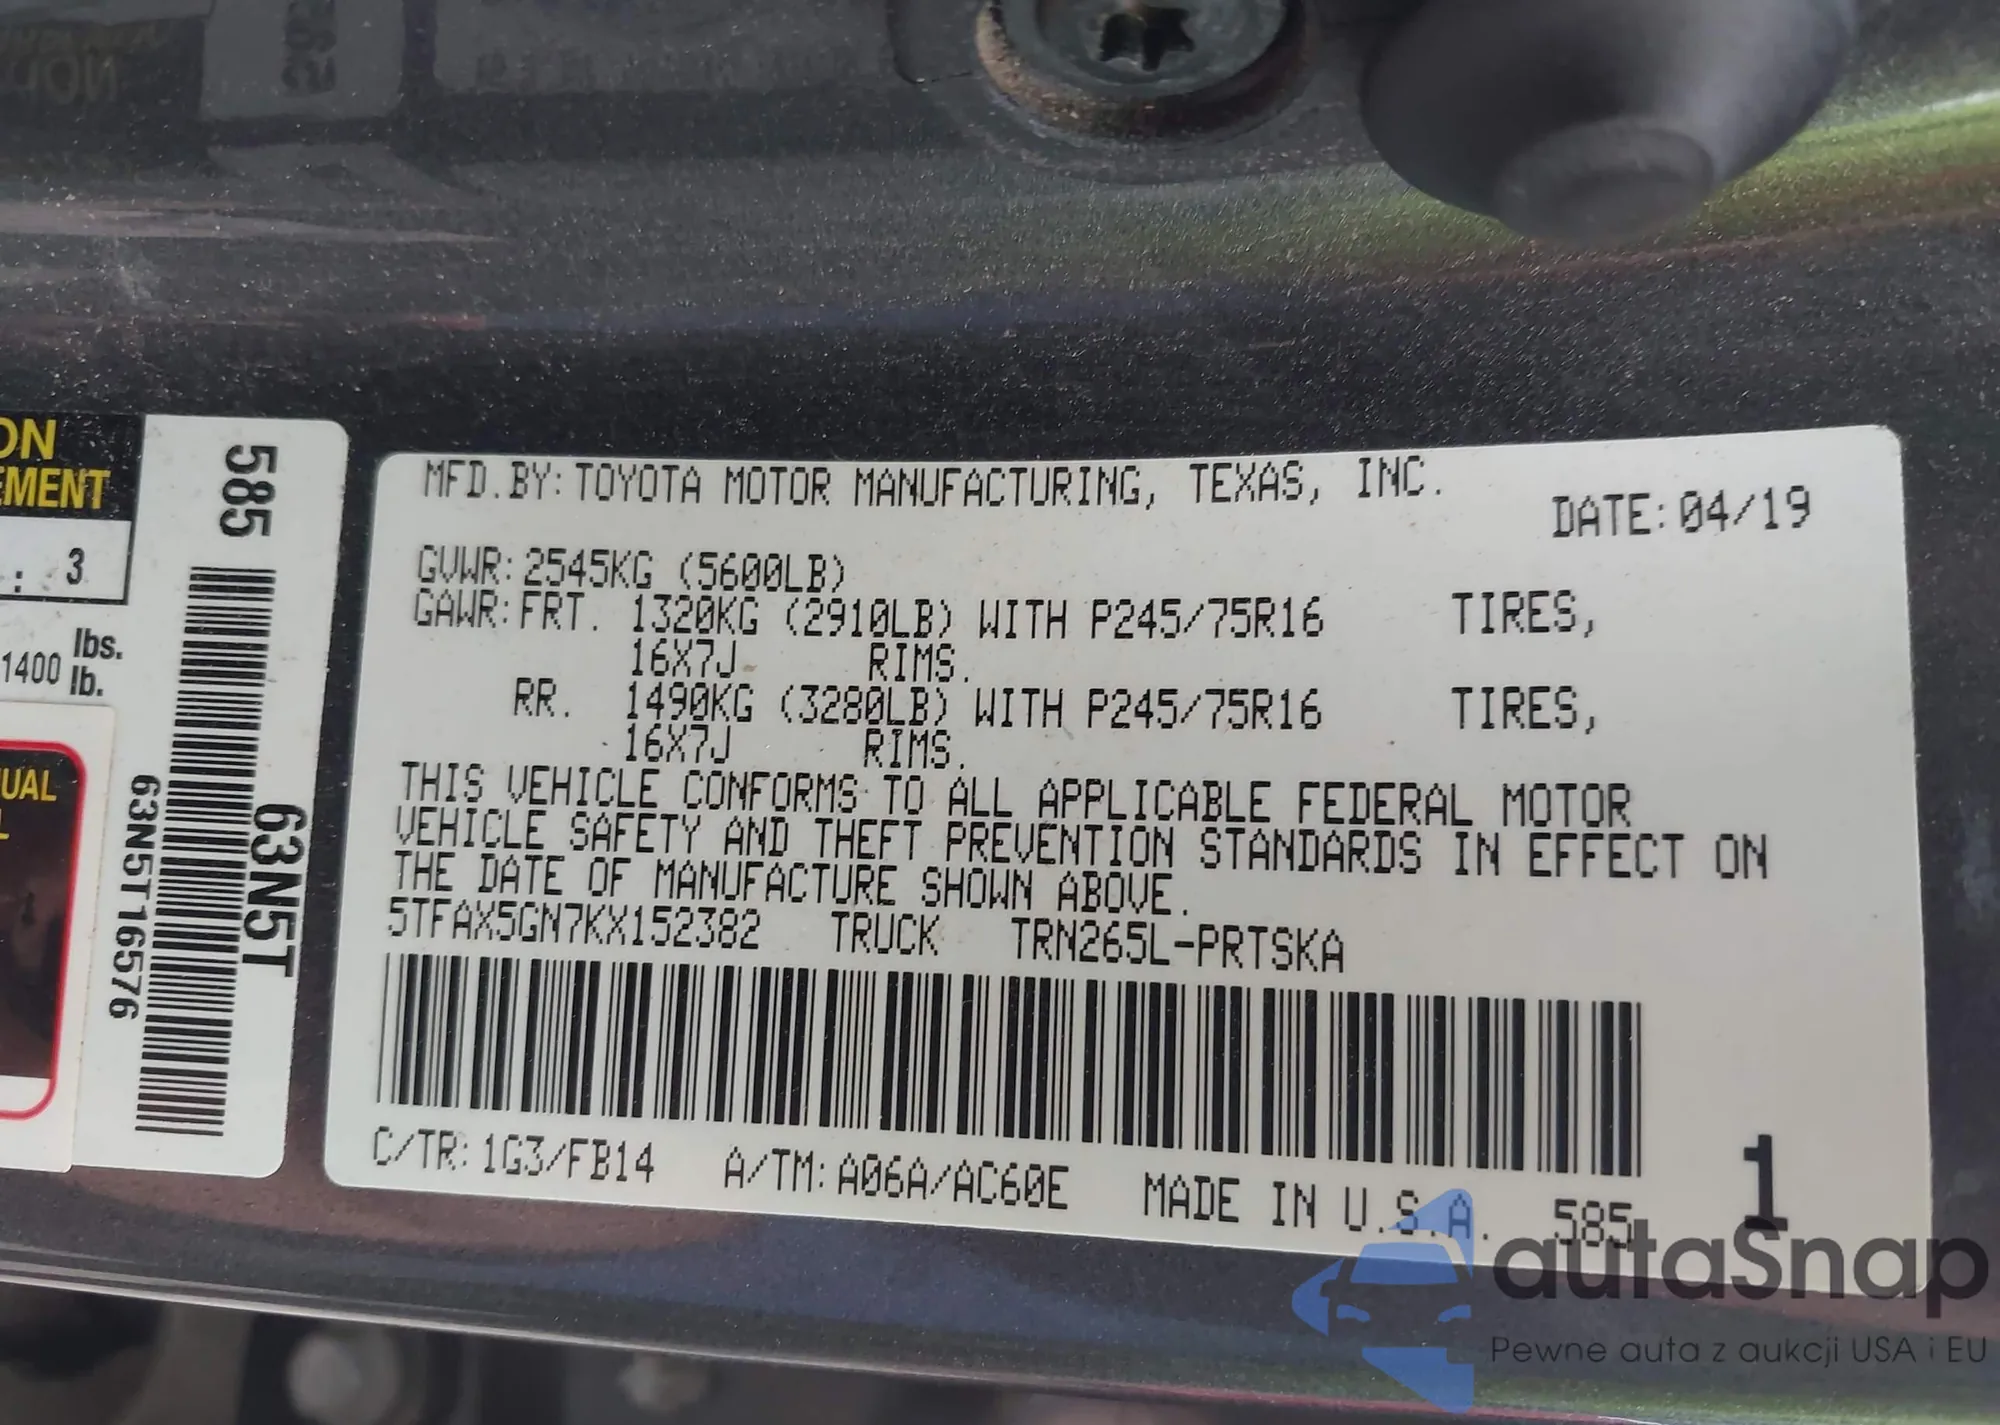 ON
EMENT
: 3
1400 lbs.
lb.
UAL
L
585
63N5T
63N5T16576
MFD.BY:TOYOTA MOTOR MANUFACTURING, TEXAS, INC.
DATE:04/19
GVWR:2545KG (5600LB)
GAWR:FRT. 1320KG (2910LB) WITH P245/75R16 TIRES,
16X7J RIMS.
RR. 1490KG (3280LB) WITH P245/75R16 TIRES,
16X7J RIMS.
THIS VEHICLE CONFORMS TO ALL APPLICABLE FEDERAL MOTOR
VEHICLE SAFETY AND THEFT PREVENTION STANDARDS IN EFFECT ON
THE DATE OF MANUFACTURE SHOWN ABOVE.
5TFAX5GN7KX152382 TRUCK TRN265L-PRTSKA
C/TR:1G3/FB14 A/TM:A06A/AC60E MADE IN U.S.A. 585
1
autaSnap
Pewne auta z aukcji USA i EU